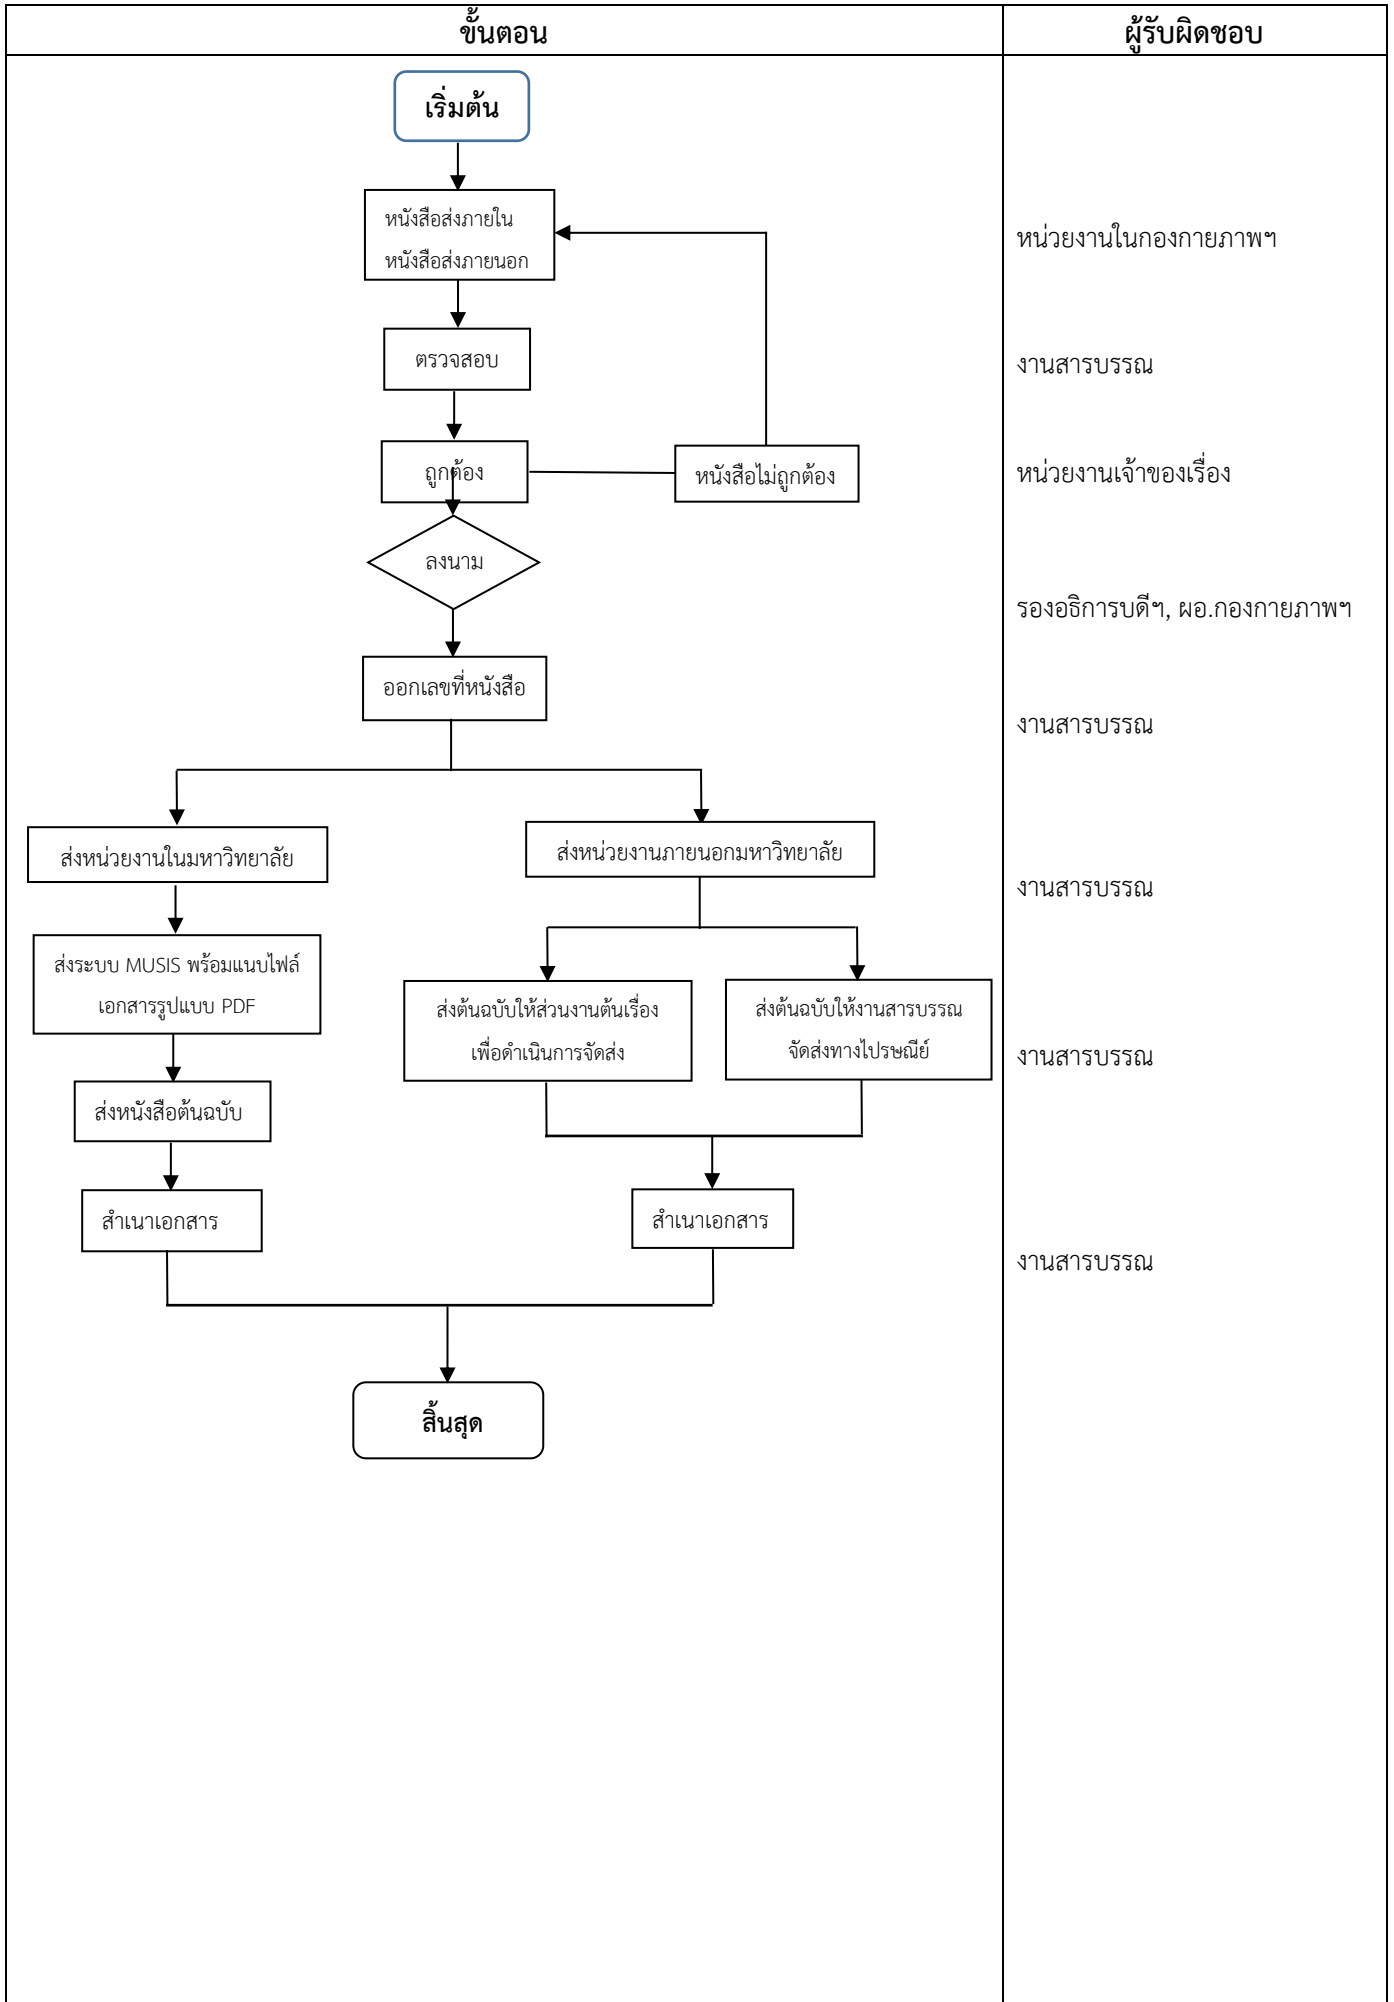 ขั้นตอน
ผู้รับผิดชอบ
เริ่มต้น
หนังสือส่งภายใน
หนังสือส่งภายนอก
หน่วยงานในกองกายภาพฯ
ตรวจสอบ
งานสารบรรณ
ถูกต้อง
หนังสือไม่ถูกต้อง
หน่วยงานเจ้าของเรื่อง
ลงนาม
รองอธิการบดีฯ, ผอ.กองกายภาพฯ
ออกเลขที่หนังสือ
งานสารบรรณ
ส่งหน่วยงานในมหาวิทยาลัย
ส่งหน่วยงานภายนอกมหาวิทยาลัย
งานสารบรรณ
ส่งระบบ MUSIS พร้อมแนบไฟล์
เอกสารรูปแบบ PDF
ส่งต้นฉบับให้ส่วนงานต้นเรื่อง
เพื่อดำเนินการจัดส่ง
ส่งต้นฉบับให้งานสารบรรณ
จัดส่งทางไปรษณีย์
งานสารบรรณ
ส่งหนังสือต้นฉบับ
สำเนาเอกสาร
สำเนาเอกสาร
งานสารบรรณ
สิ้นสุด